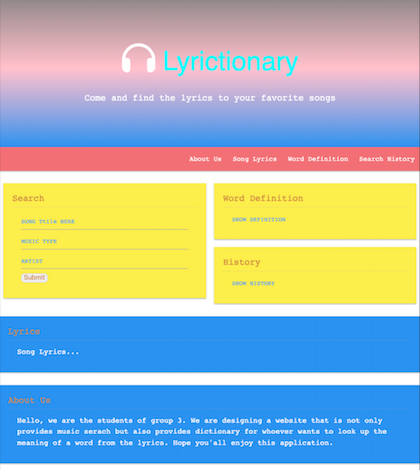 Lyrictionary
Come and find the lyrics to your favorite songs
About Us Song Lyrics Word Definition Search History
Search
SONG Ttile HERE
MUSIC TYPE
ARTIST
Submit
Word Definition
SHOW DEFINITION
History
SHOW HISTORY
Lyrics
Song Lyrics...
About Us
Hello, we are the students of group 3. We are designing a website that is not only
provides music serach but also provides dictionary for whoever wants to look up the
meaning of a word from the lyrics. Hope you'all enjoy this application.